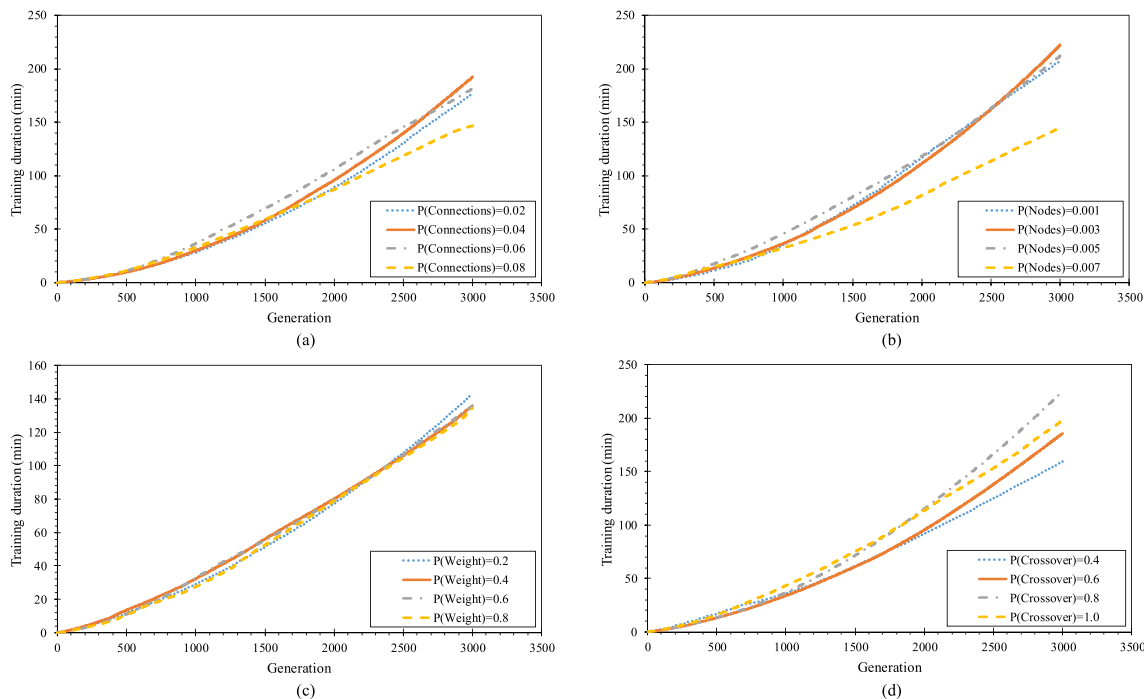 250
200
150
100
50
0
Training duration (min)
0 500 1000 1500 2000 2500 3000 3500
Generation
P(Connections)=0.02
P(Connections)=0.04
P(Connections)=0.06
P(Connections)=0.08
(a)
250
200
150
100
50
0
Training duration (min)
0 500 1000 1500 2000 2500 3000 3500
Generation
P(Nodes)=0.001
P(Nodes)=0.003
P(Nodes)=0.005
P(Nodes)=0.007
(b)
160
140
120
100
80
60
40
20
0
Training duration (min)
0 500 1000 1500 2000 2500 3000 3500
Generation
P(Weight)=0.2
P(Weight)=0.4
P(Weight)=0.6
P(Weight)=0.8
(c)
250
200
150
100
50
0
Training duration (min)
0 500 1000 1500 2000 2500 3000 3500
Generation
P(Crossover)=0.4
P(Crossover)=0.6
P(Crossover)=0.8
P(Crossover)=1.0
(d)